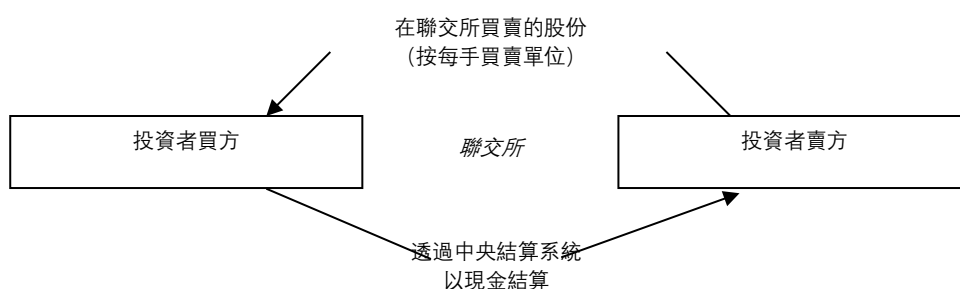 在聯交所買賣的股份
（按每手買賣單位）
投資者買方
聯交所
投資者賣方
透過中央結算系統
以現金結算